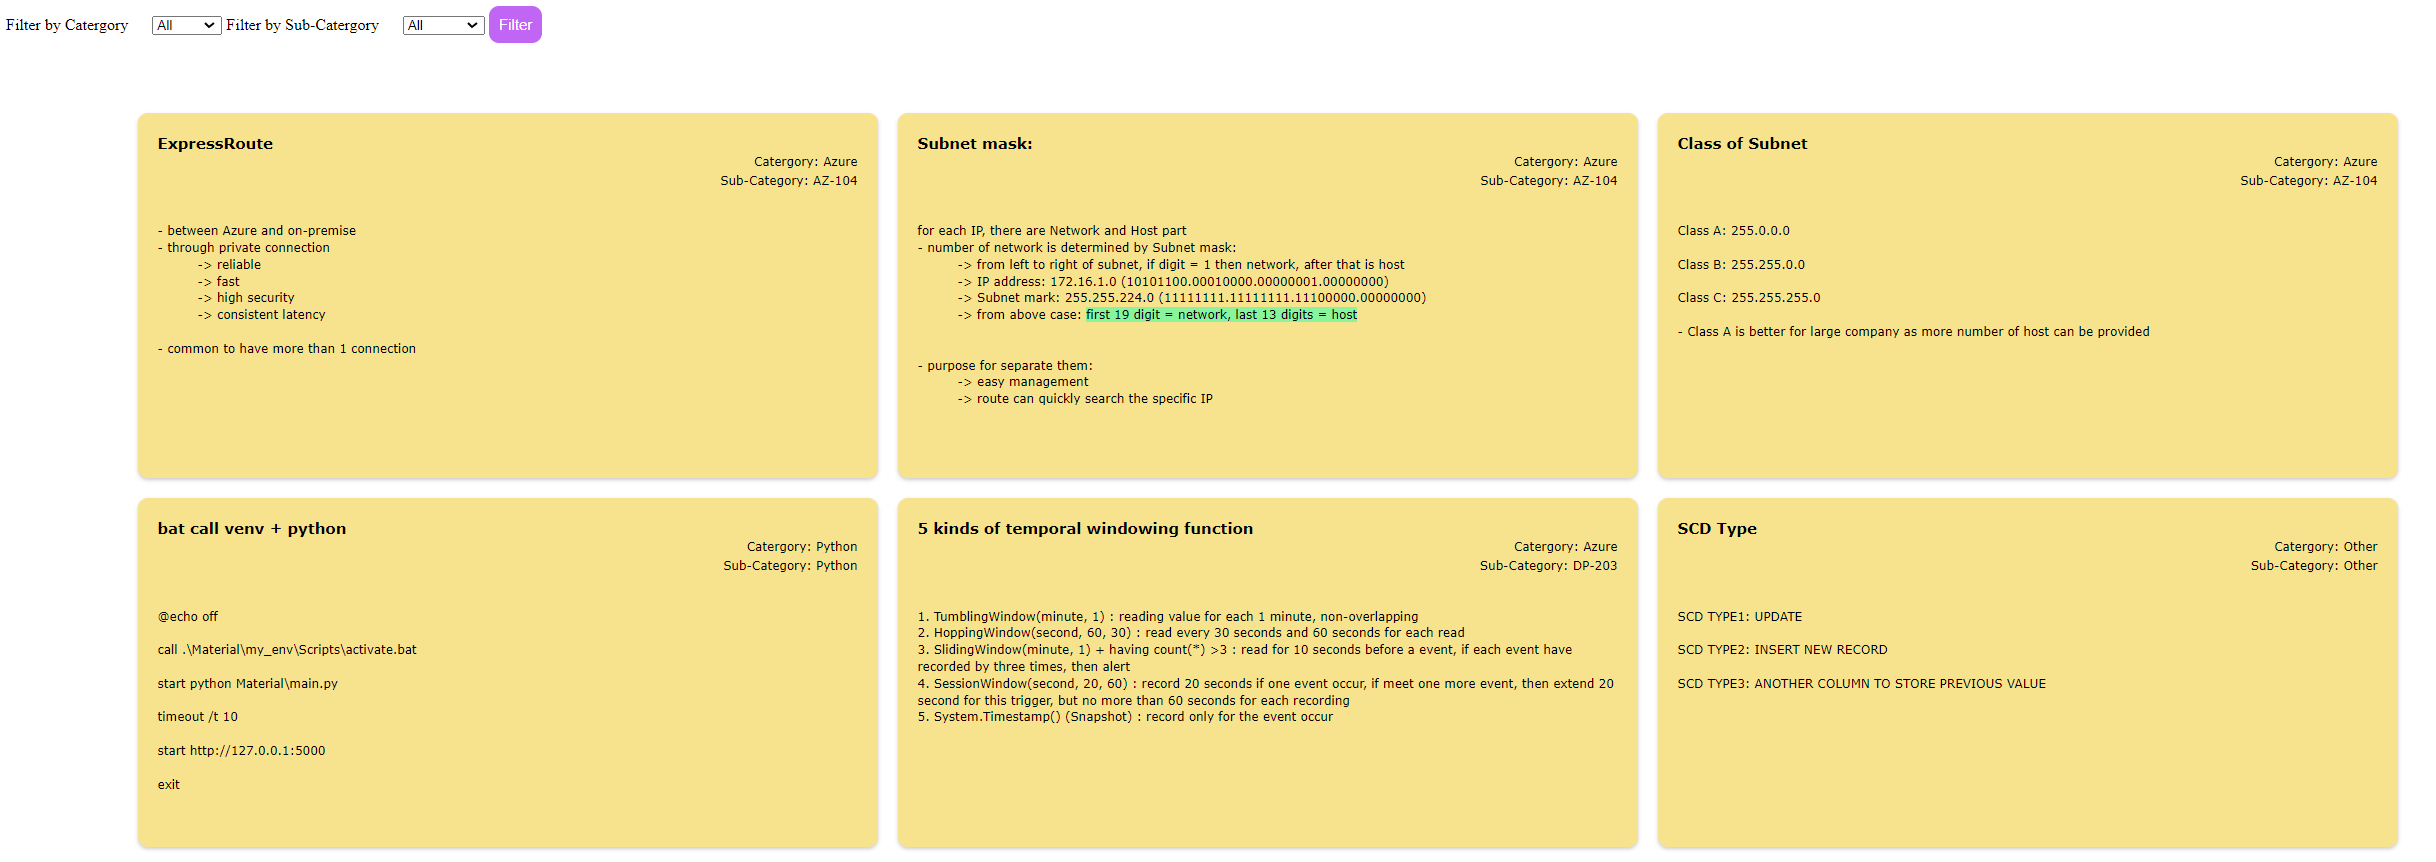 Filter by Catergory All Filter by Sub-Catergory All Filter
ExpressRoute
Catergory: Azure
Sub-Category: AZ-104
- between Azure and on-premise
- through private connection
-> reliable
-> fast
-> high security
-> consistent latency
- common to have more than 1 connection
Subnet mask:
Catergory: Azure
Sub-Category: AZ-104
for each IP, there are Network and Host part
- number of network is determined by Subnet mask:
-> from left to right of subnet, if digit = 1 then network, after that is host
-> IP address: 172.16.1.0 (10101100.00010000.00000001.00000000)
-> Subnet mark: 255.255.224.0 (11111111.11111111.11100000.00000000)
-> from above case: first 19 digit = network, last 13 digits = host
- purpose for separate them:
-> easy management
-> route can quickly search the specific IP
Class of Subnet
Catergory: Azure
Sub-Category: AZ-104
Class A: 255.0.0.0
Class B: 255.255.0.0
Class C: 255.255.255.0
- Class A is better for large company as more number of host can be provided
bat call venv + python
Catergory: Python
Sub-Category: Python
@echo off
call .\Material\my_env\Scripts\activate.bat
start python Material\main.py
timeout /t 10
start http://127.0.0.1:5000
exit
5 kinds of temporal windowing function
Catergory: Azure
Sub-Category: DP-203
1. TumblingWindow(minute, 1) : reading value for each 1 minute, non-overlapping
2. HoppingWindow(second, 60, 30) : read every 30 seconds and 60 seconds for each read
3. SlidingWindow(minute, 1) + having count(*) >3 : read for 10 seconds before a event, if each event have
recorded by three times, then alert
4. SessionWindow(second, 20, 60) : record 20 seconds if one event occur, if meet one more event, then extend 20
second for this trigger, but no more than 60 seconds for each recording
5. System.Timestamp() (Snapshot) : record only for the event occur
SCD Type
Catergory: Other
Sub-Category: Other
SCD TYPE1: UPDATE
SCD TYPE2: INSERT NEW RECORD
SCD TYPE3: ANOTHER COLUMN TO STORE PREVIOUS VALUE